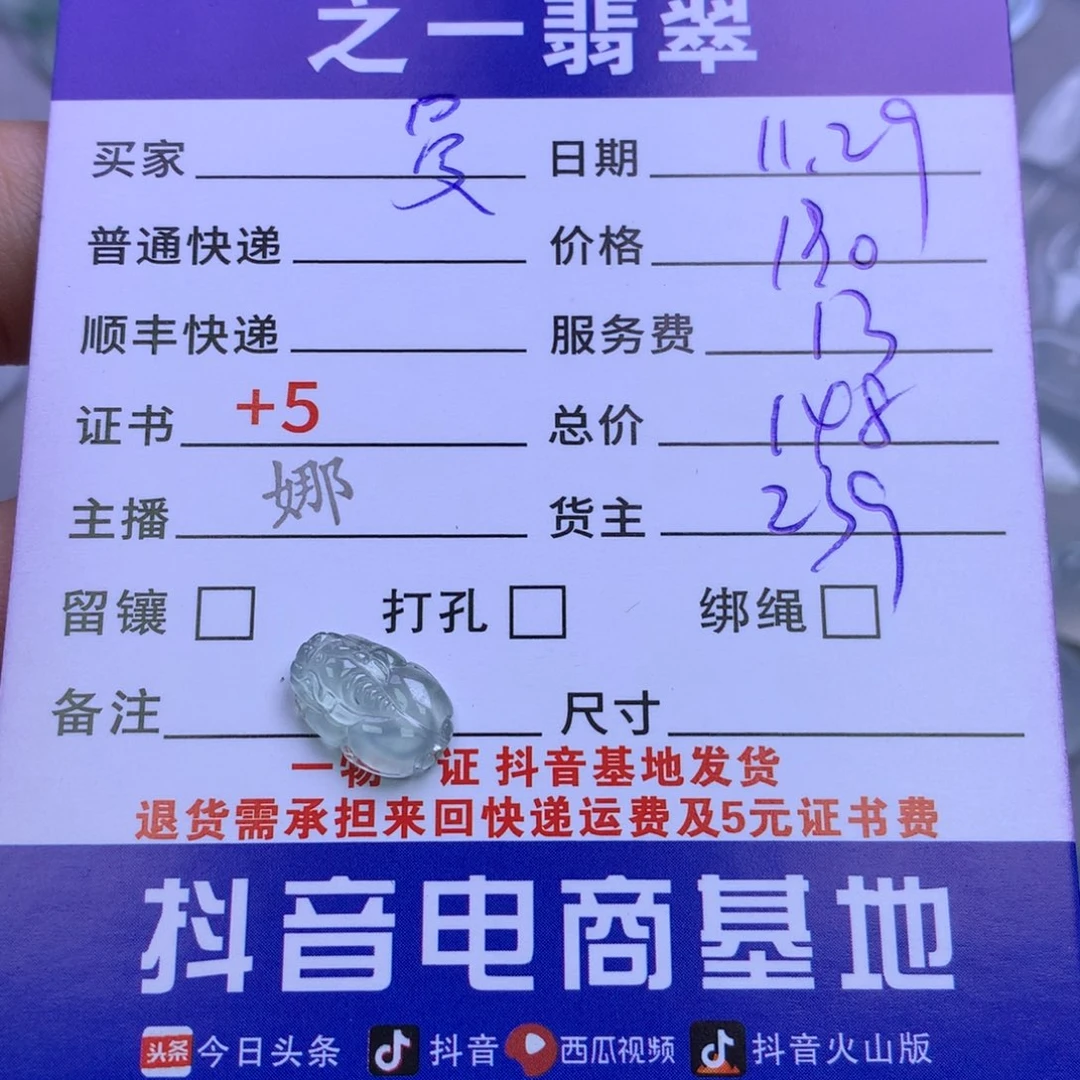 之一翡翠
买家 曼 日期 11.29
普通快递 价格 130
顺丰快递 服务费 13
证书 +5 总价 148
主播 娜 货主 239
留镶 打孔 绑绳
备注 尺寸
一物 证 抖音基地发货
退货需承担来回快递运费及5元证书费
抖音电商基地
头条 今日头条 抖音 西瓜视频 抖音火山版